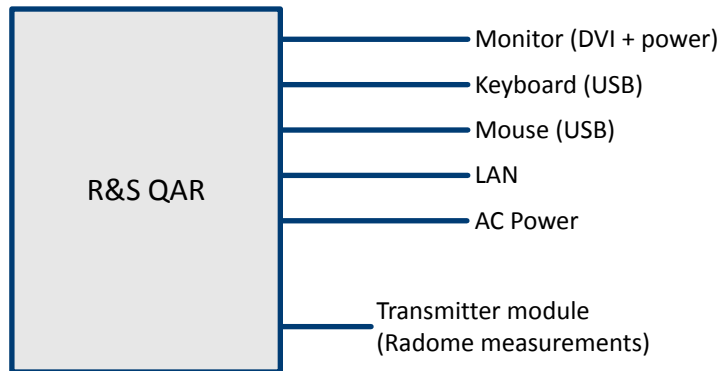 R&S QAR
Monitor (DVI + power)
Keyboard (USB)
Mouse (USB)
LAN
AC Power
Transmitter module
(Radome measurements)